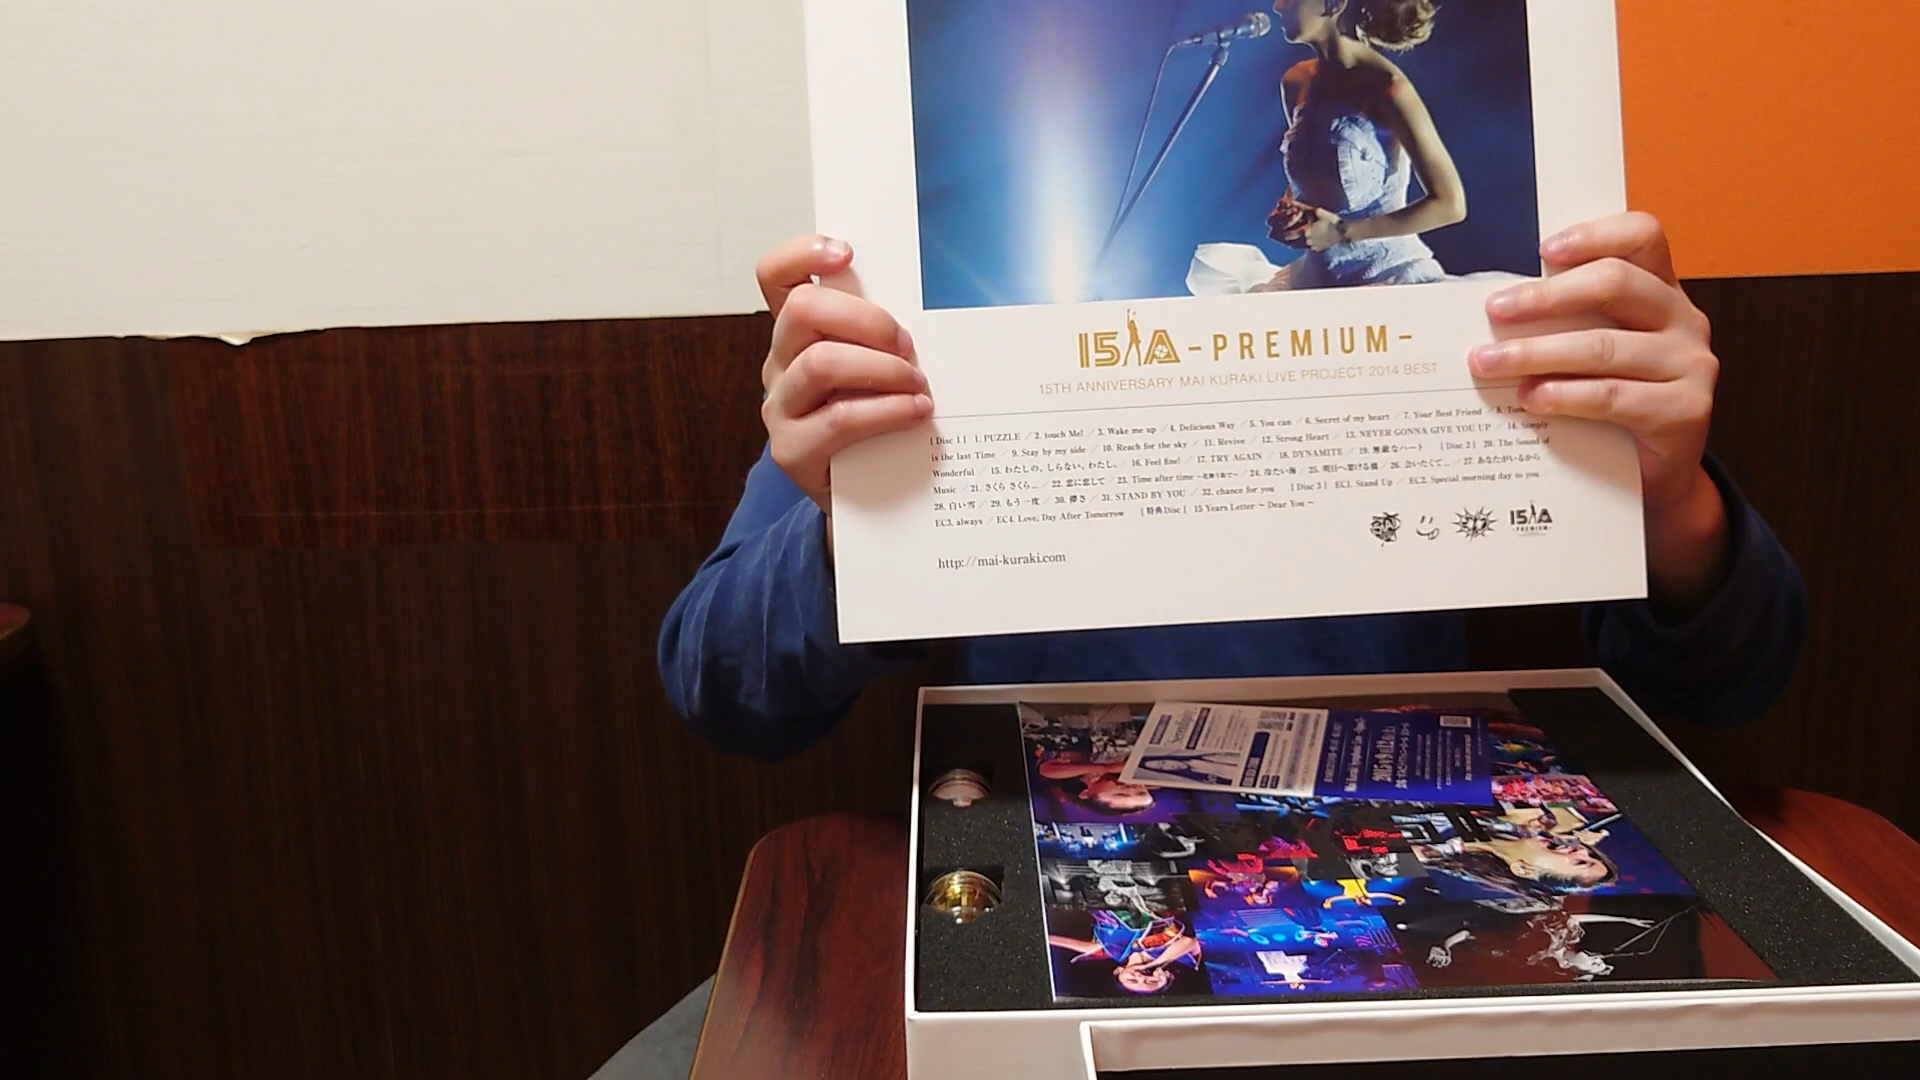 15 A -PREMIUM-
15TH ANNIVERSARY MAI KURAKI LIVE PROJECT 2014 BEST
[Disc 1] 1. PUZZLE / 2. touch Me! / 3. Wake me up / 4. Delicious Way / 5. You can / 6. Secret of my heart / 7. Your Best Friend / 8.
is the last Time / 9. Stay by my side / 10. Reach for the sky / 11. Revive / 12. Strong Heart / 13. NEVER GONNA GIVE YOU UP / 14. Simply
Wonderful / 15. わたしの、しらない、わたし。 / 16. Feel fine! / 17. TRY AGAIN / 18. DYNAMITE / 19. 無敵なハート [Disc 2] 20. The Sound of
Music / 21. さくら さくら... / 22. 恋に恋して / 23. Time after time ~花舞う街で~ / 24. 冷たい海 / 25. 明日へ架ける橋 / 26. 会いたくて... / 27. あなたがいるから
28. 白い雪 / 29. もう一度 / 30. 儚さ / 31. STAND BY YOU / 32. chance for you [Disc 3] EC1. Stand Up / EC2. Special morning day to you /
EC3. always / EC4. Love, Day After Tomorrow [特典Disc] 15 Years Letter ~ Dear You ~
15 A
-PREMIUM-
http://mai-kuraki.com